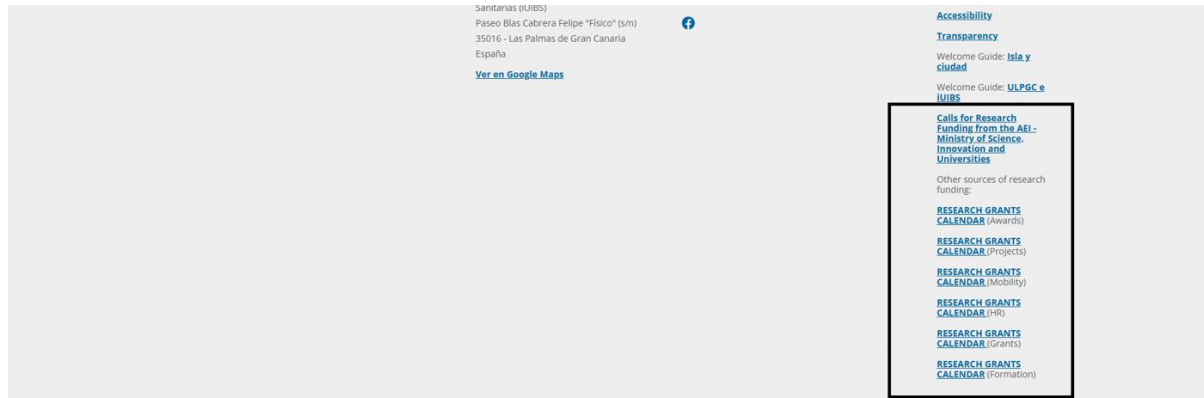 Sanitarias (IUIBS)
Paseo Blas Cabrera Felipe "Físico" (s/n)
35016 - Las Palmas de Gran Canaria
España
Ver en Google Maps
Accessibility
Transparency
Welcome Guide: Isla y
ciudad
Welcome Guide: ULPGC e
iUIBS
Calls for Research
Funding from the AEI -
Ministry of Science,
Innovation and
Universities
Other sources of research
funding:
RESEARCH GRANTS
CALENDAR (Awards)
RESEARCH GRANTS
CALENDAR (Projects)
RESEARCH GRANTS
CALENDAR (Mobility)
RESEARCH GRANTS
CALENDAR (HR)
RESEARCH GRANTS
CALENDAR (Grants)
RESEARCH GRANTS
CALENDAR (Formation)